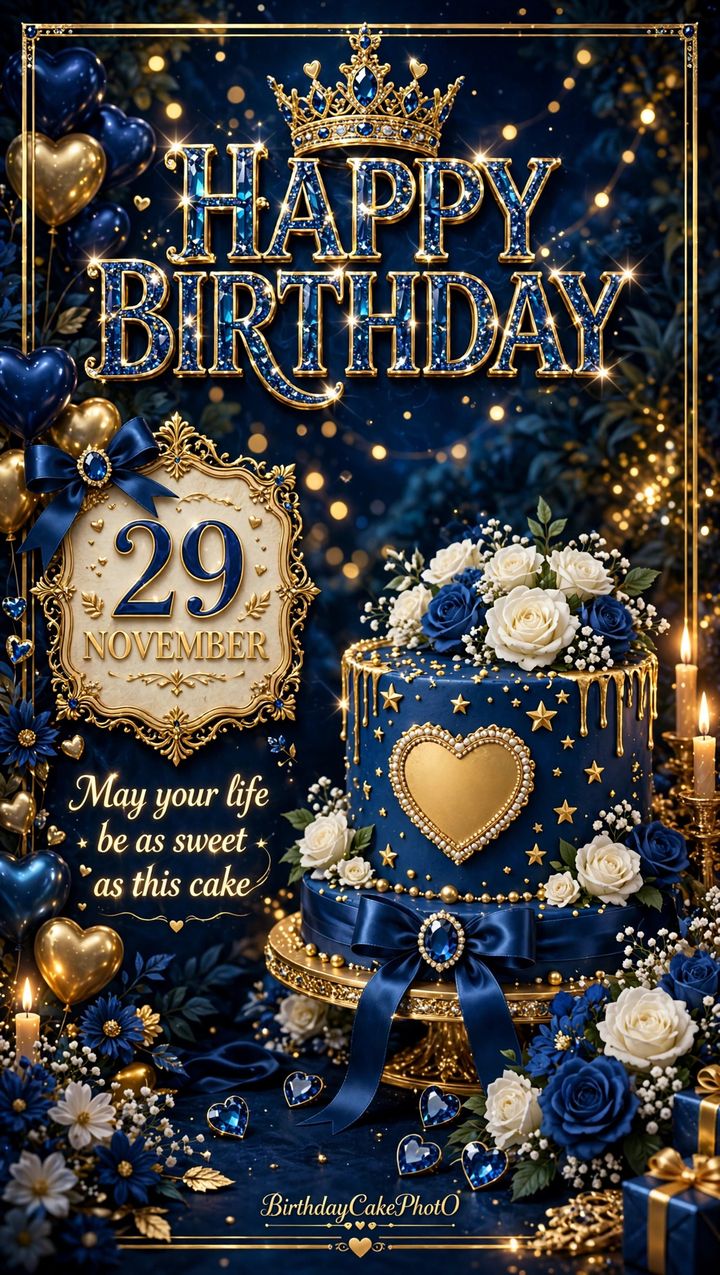 HAPPY
BIRTHDAY
29
NOVEMBER
May your life
be as sweet
as this cake
BirthdayCakePhotO